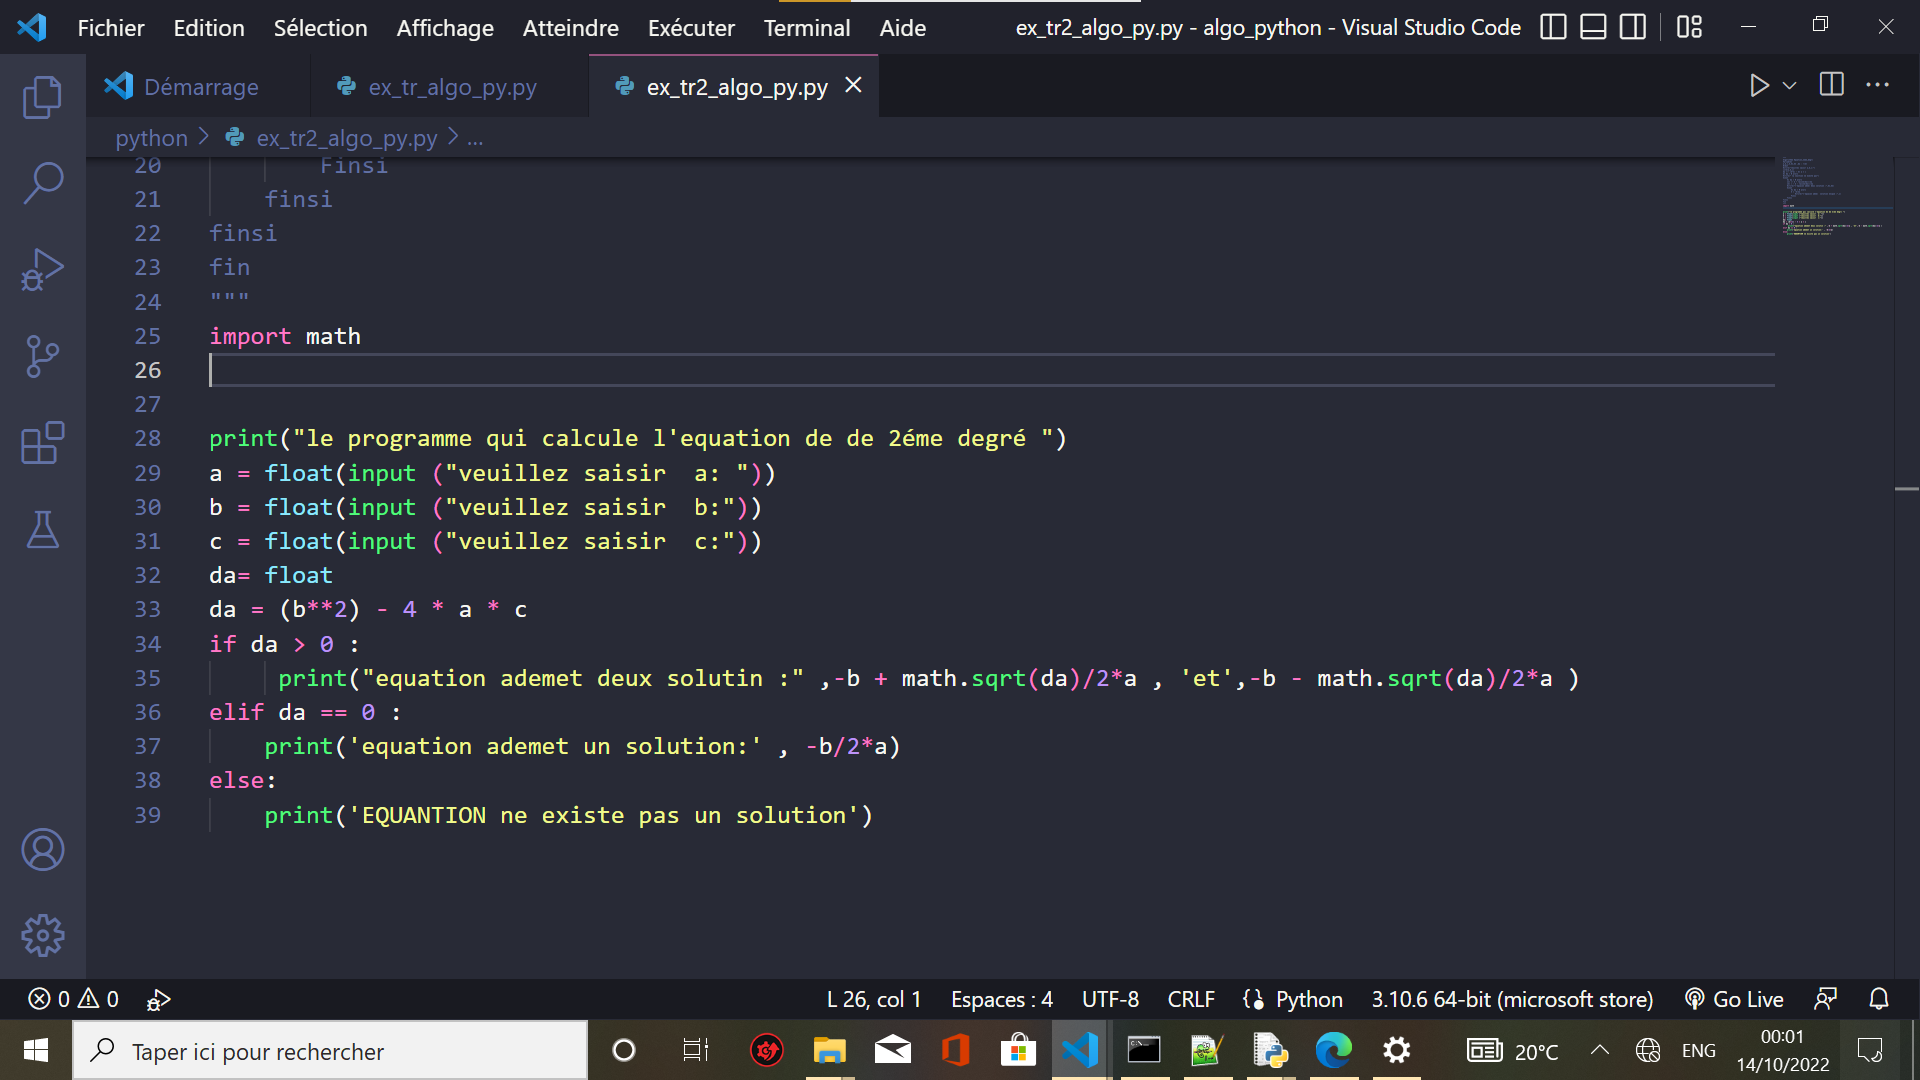 Fichier Edition Sélection Affichage Atteindre Exécuter Terminal Aide ex_tr2_algo_py.py - algo_python - Visual Studio Code
Démarrage ex_tr_algo_py.py ex_tr2_algo_py.py
python > ex_tr2_algo_py.py > ...
20 Finsi
21 finsi
22 finsi
23 fin
24 """
25 import math
26
27
28 print("le programme qui calcule l'equation de de 2éme degré ")
29 a = float(input ("veuillez saisir  a: "))
30 b = float(input ("veuillez saisir  b:"))
31 c = float(input ("veuillez saisir  c:"))
32 da= float
33 da = (b**2) - 4 * a * c
34 if da > 0 :
35 print("equation ademet deux solutin :" ,-b + math.sqrt(da)/2*a , 'et',-b - math.sqrt(da)/2*a )
36 elif da == 0 :
37 print('equation ademet un solution:' , -b/2*a)
38 else:
39 print('EQUANTION ne existe pas un solution')
0 0 L 26, col 1 Espaces : 4 UTF-8 CRLF Python 3.10.6 64-bit (microsoft store) Go Live
Taper ici pour rechercher 20°C ENG 00:01
14/10/2022